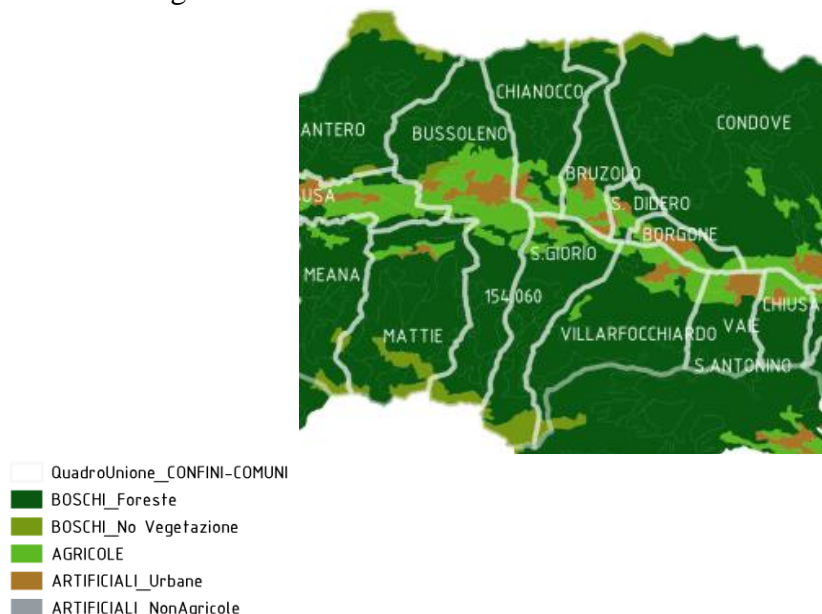 CHIANOCCO
CONDOVE
ANTERO
BUSSOLENO
BRUZOLO
USA
S. DIDERO
BORGONE
S.GIORIO
MEANA
154060
CHIUSA
VILLARFOCCHIARDO
VAIE
MATTIE
S.ANTONINO
QuadroUnione_CONFINI-COMUNI
BOSCHI_Foreste
BOSCHI_No Vegetazione
AGRICOLE
ARTIFICIALI_Urbane
ARTIFICIALI_NonAgricole